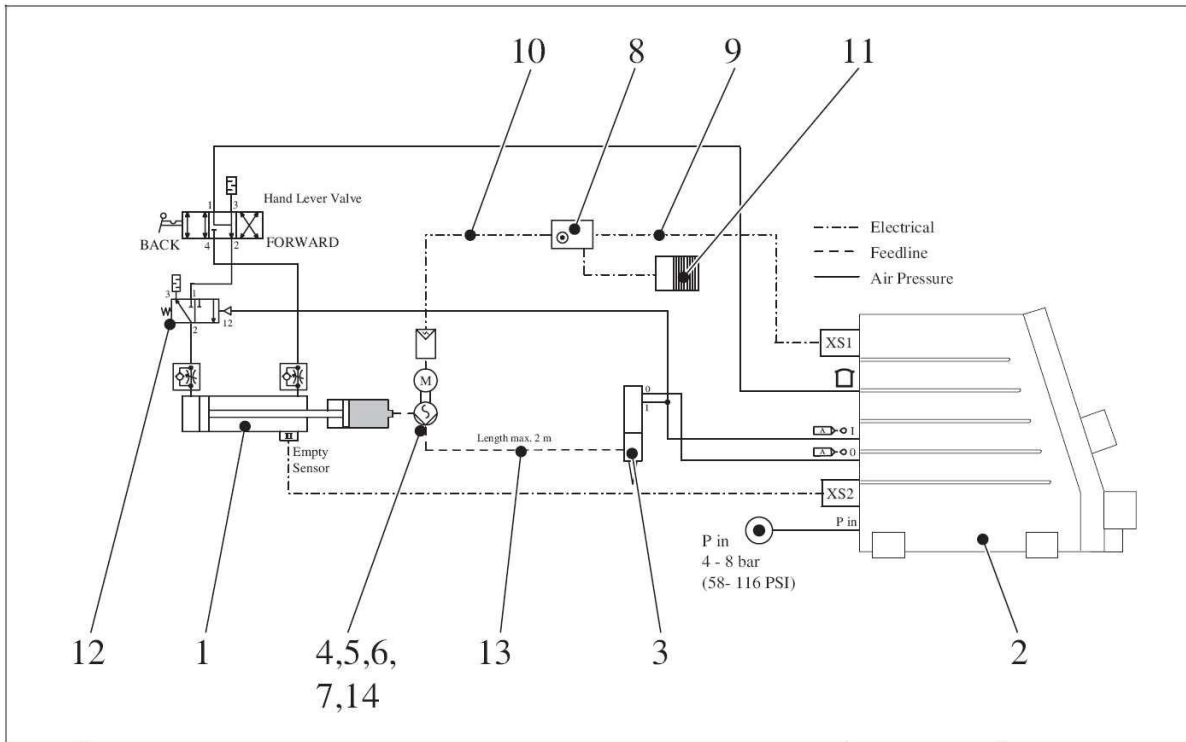 10
8
9
11
1
3
Hand Lever Valve
BACK
4
2
FORWARD
Electrical
Feedline
Air Pressure
3
1
2
12
XS1
M
0
1
I
A
Length max. 2 m
A
0
Empty
Sensor
XS2
P in
P in
4 - 8 bar
(58- 116 PSI)
12
1
4,5,6,
7,14
13
3
2